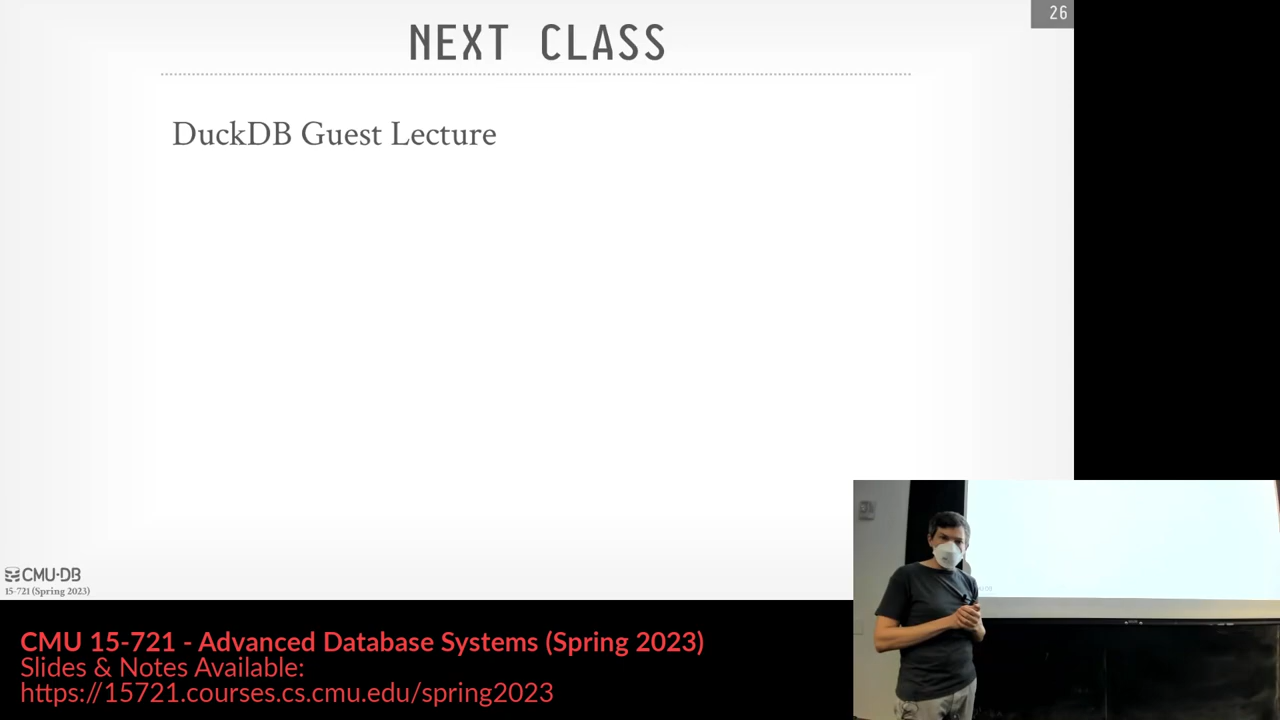 26
NEXT CLASS
DuckDB Guest Lecture
CMU·DB
15-721 (Spring 2023)
CMU 15-721 - Advanced Database Systems (Spring 2023)
Slides & Notes Available:
https://15721.courses.cs.cmu.edu/spring2023